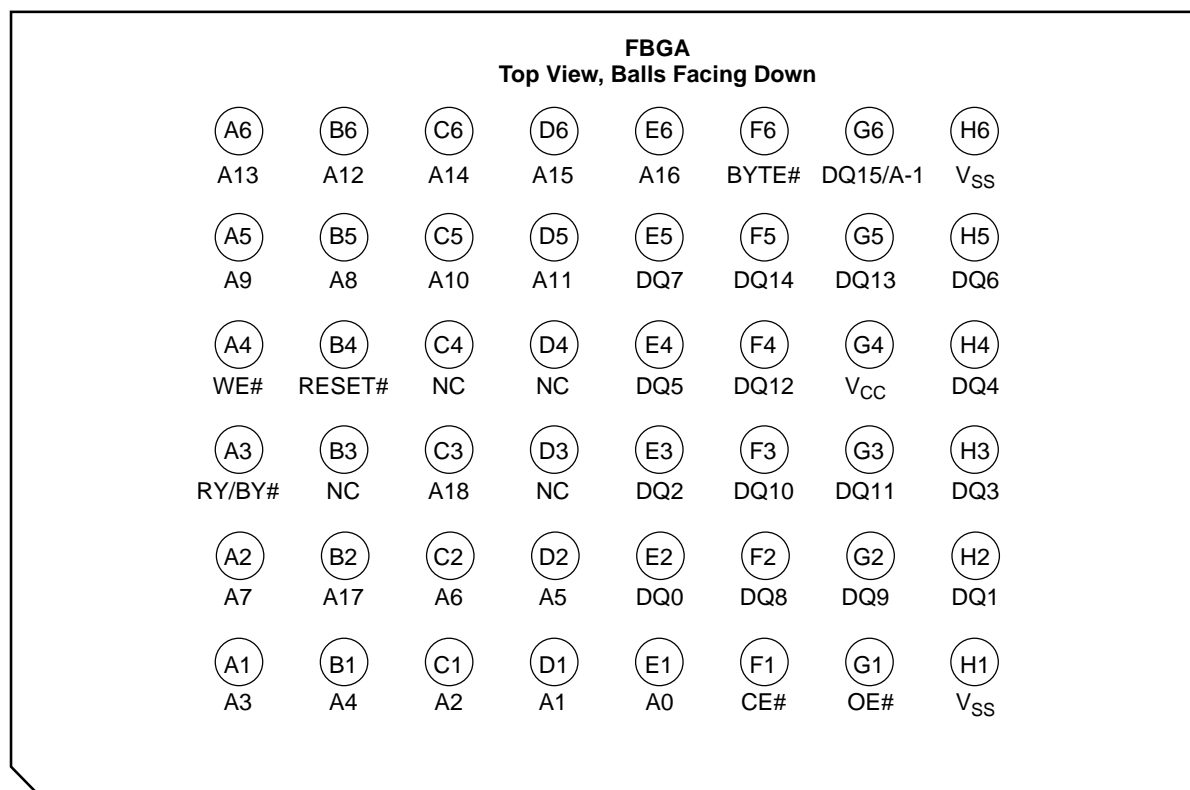 FBGA
Top View, Balls Facing Down
A6 B6 C6 D6 E6 F6 G6 H6
A13 A12 A14 A15 A16 BYTE# DQ15/A-1 VSS
A5 B5 C5 D5 E5 F5 G5 H5
A9 A8 A10 A11 DQ7 DQ14 DQ13 DQ6
A4 B4 C4 D4 E4 F4 G4 H4
WE# RESET# NC NC DQ5 DQ12 VCC DQ4
A3 B3 C3 D3 E3 F3 G3 H3
RY/BY# NC A18 NC DQ2 DQ10 DQ11 DQ3
A2 B2 C2 D2 E2 F2 G2 H2
A7 A17 A6 A5 DQ0 DQ8 DQ9 DQ1
A1 B1 C1 D1 E1 F1 G1 H1
A3 A4 A2 A1 A0 CE# OE# VSS